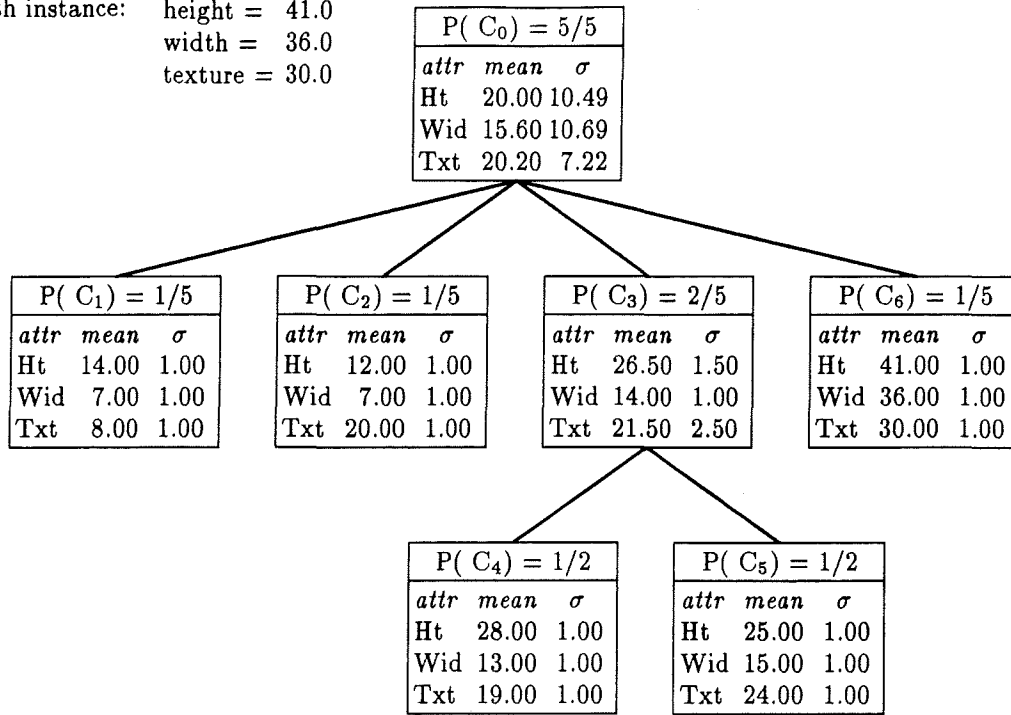 instance: height = 41.0
width = 36.0
texture = 30.0
P( C₀) = 5/5
attr mean σ
Ht 20.00 10.49
Wid 15.60 10.69
Txt 20.20 7.22
P( C₁) = 1/5
attr mean σ
Ht 14.00 1.00
Wid 7.00 1.00
Txt 8.00 1.00
P( C₂) = 1/5
attr mean σ
Ht 12.00 1.00
Wid 7.00 1.00
Txt 20.00 1.00
P( C₃) = 2/5
attr mean σ
Ht 26.50 1.50
Wid 14.00 1.00
Txt 21.50 2.50
P( C₆) = 1/5
attr mean σ
Ht 41.00 1.00
Wid 36.00 1.00
Txt 30.00 1.00
P( C₄) = 1/2
attr mean σ
Ht 28.00 1.00
Wid 13.00 1.00
Txt 19.00 1.00
P( C₅) = 1/2
attr mean σ
Ht 25.00 1.00
Wid 15.00 1.00
Txt 24.00 1.00